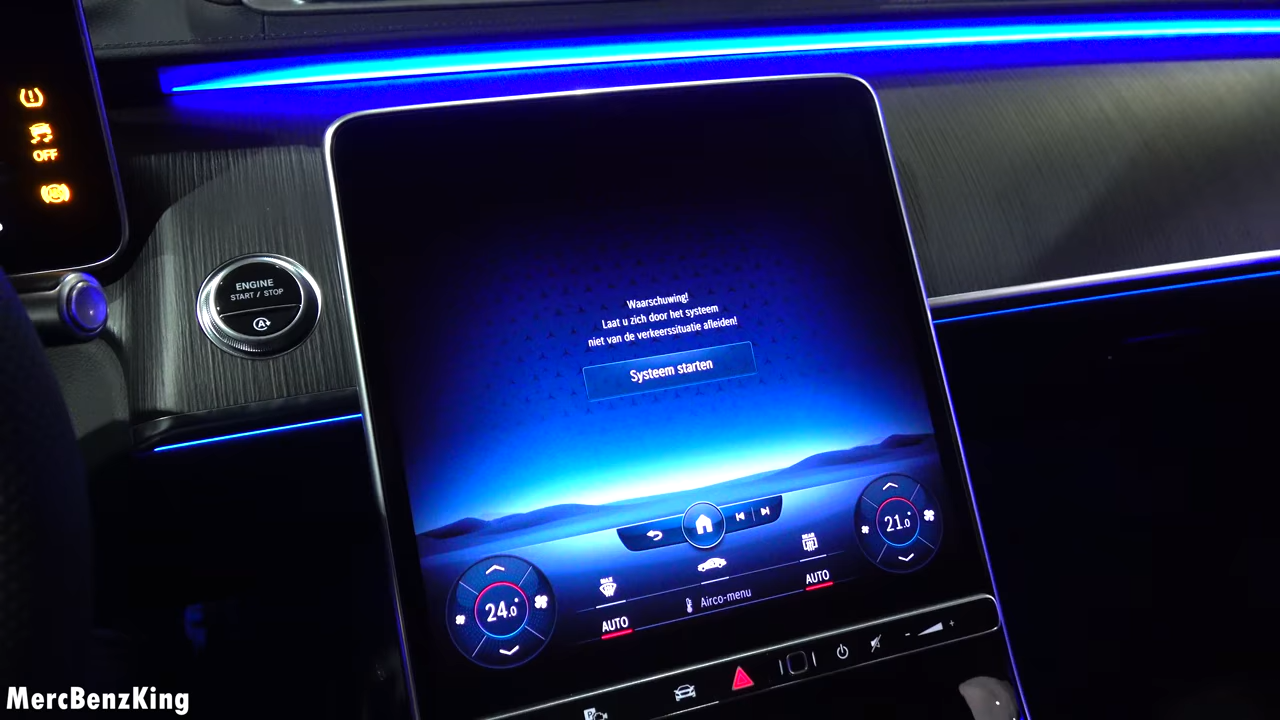 OFF
ENGINE
START / STOP
A
Waarschuwing!
Laat u zich door het systeem
niet van de verkeerssituatie afleiden!
Systeem starten
24.0
MAX
REAR
21.0
°
AUTO
Airco-menu
AUTO
P
- +
MercBenzKing